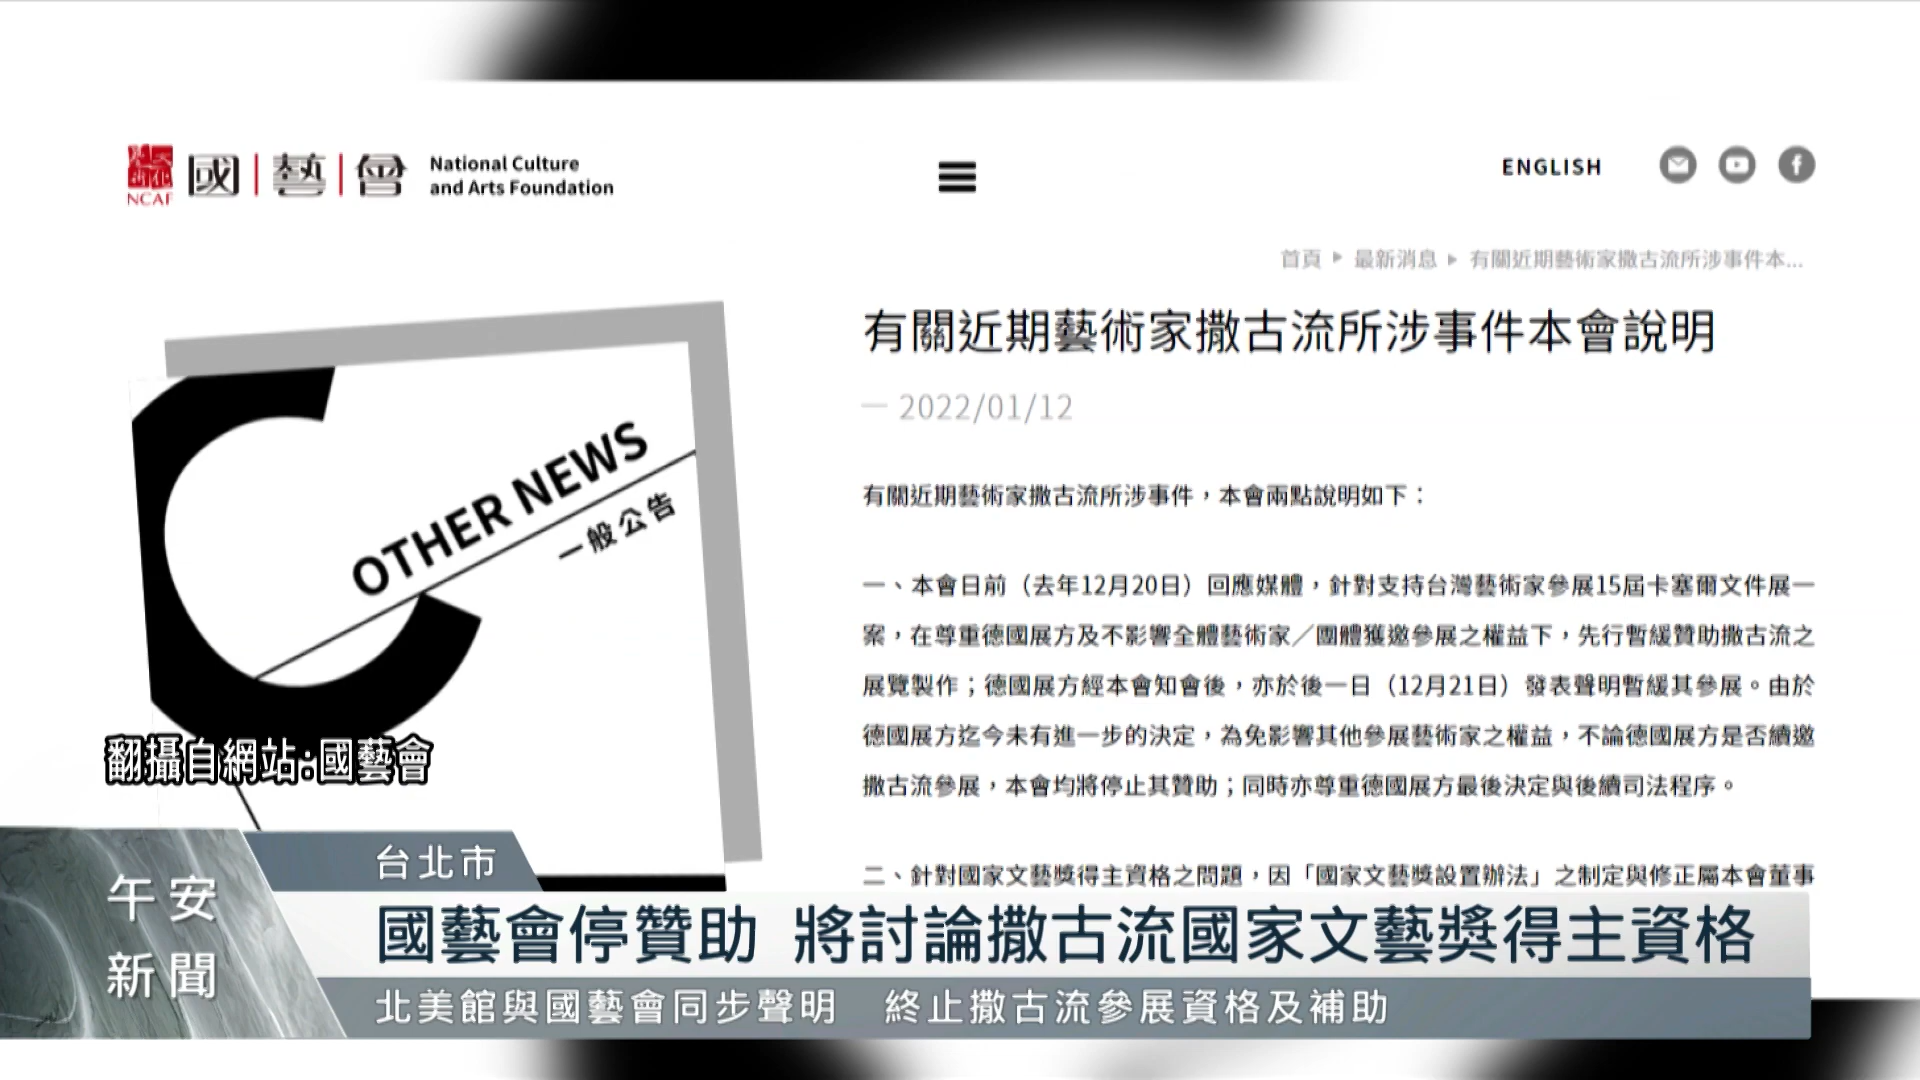 NCAF
國藝會
National Culture
and Arts Foundation
ENGLISH
首頁 ▶ 最新消息 ▶ 有關近期藝術家撒古流所涉事件本...
有關近期藝術家撒古流所涉事件本會說明
— 2022/01/12
OTHER NEWS
一般公告
有關近期藝術家撒古流所涉事件，本會兩點說明如下：
一、本會日前（去年12月20日）回應媒體，針對支持台灣藝術家參展15屆卡塞爾文件展一
案，在尊重德國展方及不影響全體藝術家／團體獲邀參展之權益下，先行暫緩贊助撒古流之
展覽製作；德國展方經本會知會後，亦於後一日（12月21日）發表聲明暫緩其參展。由於
德國展方迄今未有進一步的決定，為免影響其他參展藝術家之權益，不論德國展方是否續邀
撒古流參展，本會均將停止其贊助；同時亦尊重德國展方最後決定與後續司法程序。
二、針對國家文藝獎得主資格之問題，因「國家文藝獎設置辦法」之制定與修正屬本會董事
翻攝自網站:國藝會
台北市
午安
新聞
國藝會停贊助 將討論撒古流國家文藝獎得主資格
北美館與國藝會同步聲明 終止撒古流參展資格及補助